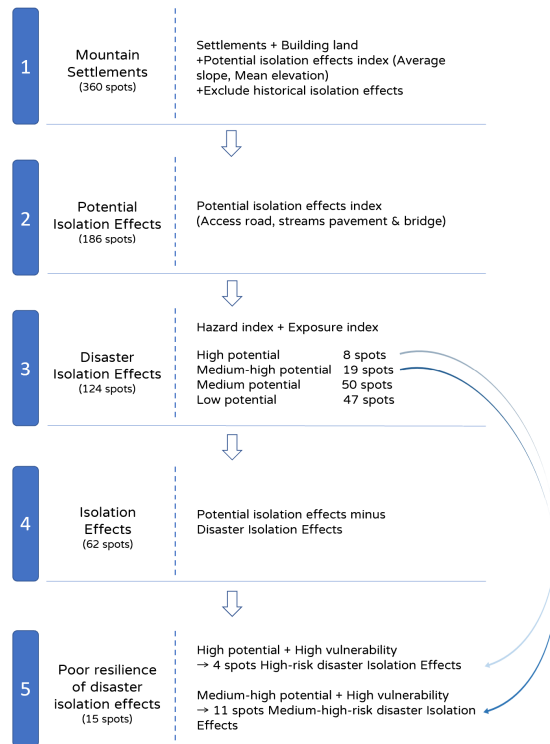 1
Mountain
Settlements
(360 spots)
Settlements + Building land
+Potential isolation effects index (Average
slope, Mean elevation)
+Exclude historical isolation effects
2
Potential
Isolation Effects
(186 spots)
Potential isolation effects index
(Access road, streams pavement & bridge)
3
Disaster
Isolation Effects
(124 spots)
Hazard index + Exposure index
High potential 8 spots
Medium-high potential 19 spots
Medium potential 50 spots
Low potential 47 spots
4
Isolation
Effects
(62 spots)
Potential isolation effects minus
Disaster Isolation Effects
5
Poor resilience
of disaster
isolation effects
(15 spots)
High potential + High vulnerability
→ 4 spots High-risk disaster Isolation Effects
Medium-high potential + High vulnerability
→ 11 spots Medium-high-risk disaster Isolation
Effects